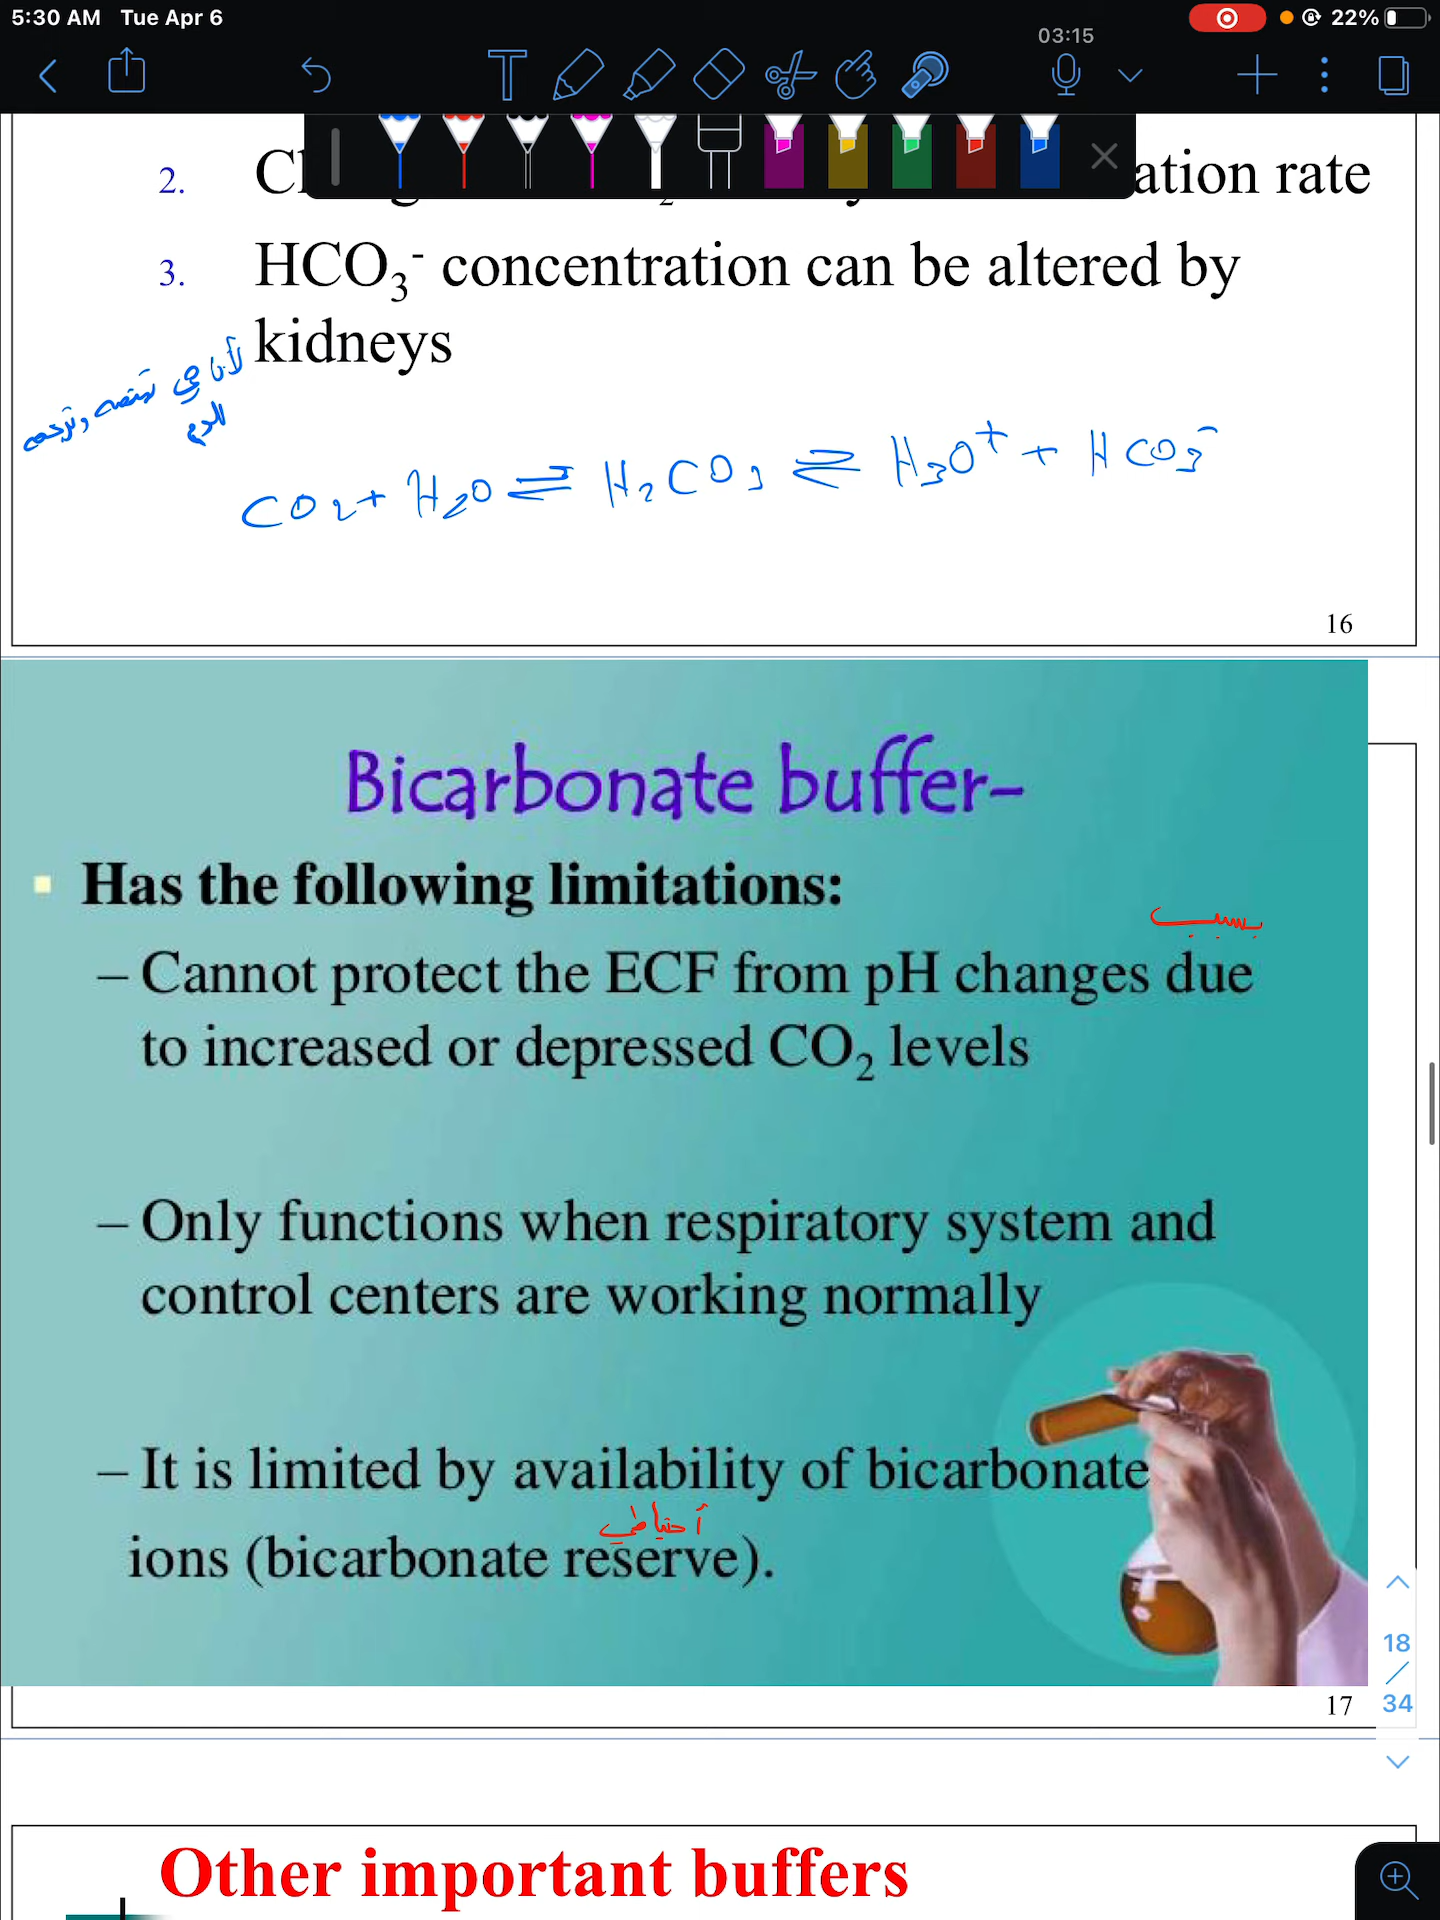 5:30 AM Tue Apr 6
22%
03:15
2. ation rate
3. HCO₃⁻ concentration can be altered by
kidneys
لأنها هي تمتصه وترجعه
للدم
CO₂ + H₂O ⇌ H₂CO₃ ⇌ H₃O⁺ + HCO₃⁻
16
Bicarbonate buffer-
Has the following limitations:
بسبب
– Cannot protect the ECF from pH changes due
to increased or depressed CO₂ levels
– Only functions when respiratory system and
control centers are working normally
– It is limited by availability of bicarbonate
أحتياطي
ions (bicarbonate reserve).
18
/
34
17
Other important buffers